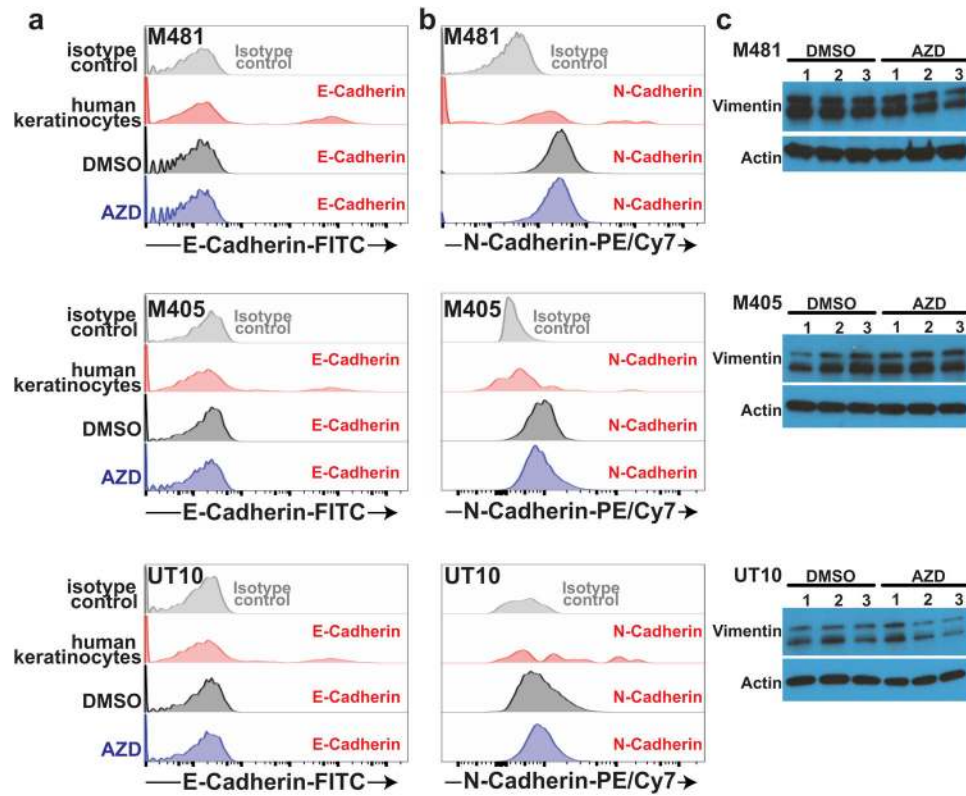 a
b
c
M481
isotype
control
Isotype
control
human
keratinocytes
E-Cadherin
DMSO
E-Cadherin
AZD
E-Cadherin
E-Cadherin-FITC
M481
Isotype
control
N-Cadherin
N-Cadherin
N-Cadherin
N-Cadherin-PE/Cy7
M481
DMSO
AZD
1 2 3 1 2 3
Vimentin
Actin
M405
isotype
control
Isotype
control
human
keratinocytes
E-Cadherin
DMSO
E-Cadherin
AZD
E-Cadherin
E-Cadherin-FITC
M405
Isotype
control
N-Cadherin
N-Cadherin
N-Cadherin
N-Cadherin-PE/Cy7
M405
DMSO
AZD
1 2 3 1 2 3
Vimentin
Actin
UT10
isotype
control
Isotype
control
human
keratinocytes
E-Cadherin
DMSO
E-Cadherin
AZD
E-Cadherin
E-Cadherin-FITC
UT10
Isotype
control
N-Cadherin
N-Cadherin
N-Cadherin
N-Cadherin-PE/Cy7
UT10
DMSO
AZD
1 2 3 1 2 3
Vimentin
Actin